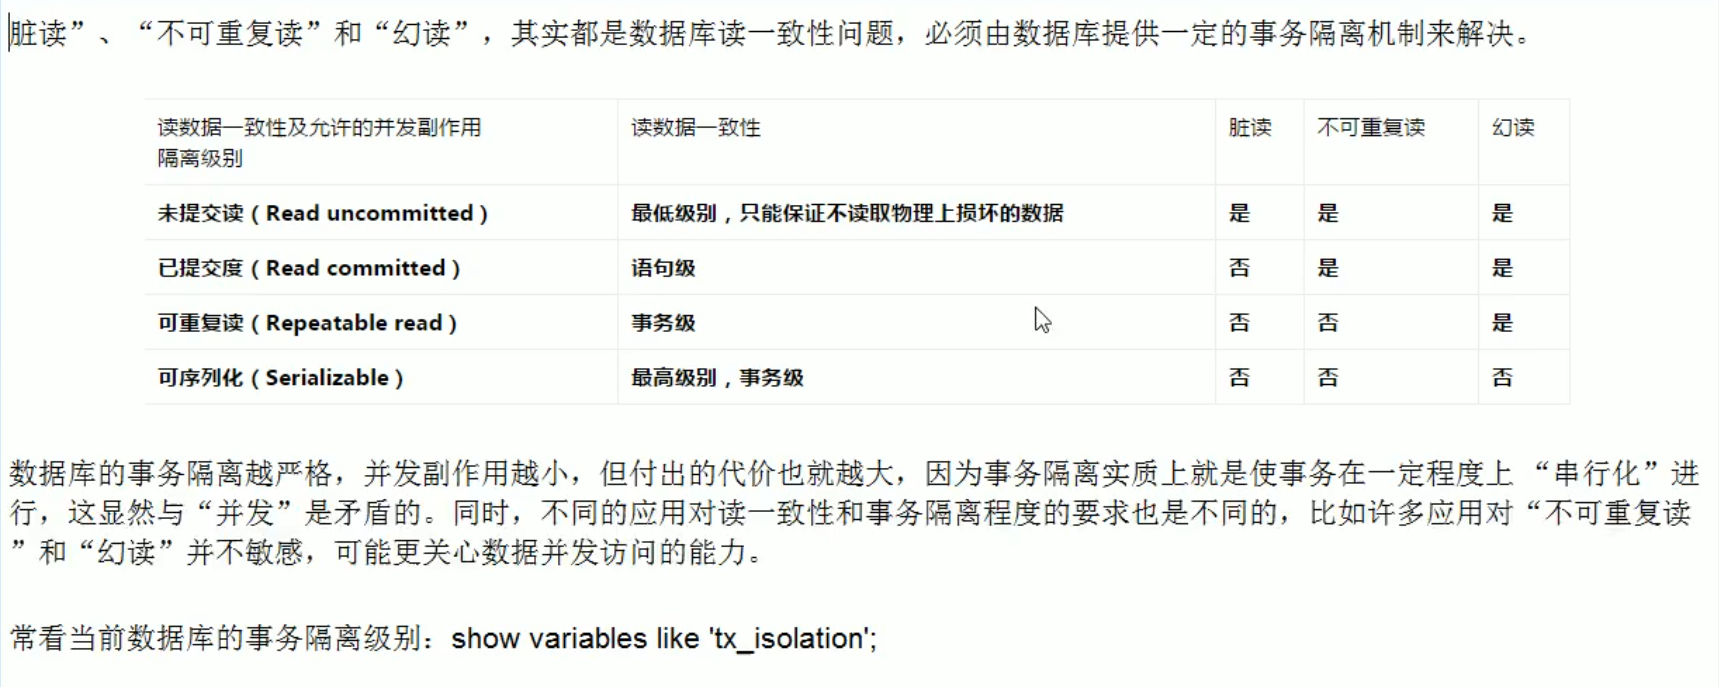 脏读”、“不可重复读”和“幻读”，其实都是数据库读一致性问题，必须由数据库提供一定的事务隔离机制来解决。
读数据一致性及允许的并发副作用 读数据一致性 脏读 不可重复读 幻读
隔离级别
未提交读（Read uncommitted） 最低级别，只能保证不读取物理上损坏的数据 是 是 是
已提交度（Read committed） 语句级 否 是 是
可重复读（Repeatable read） 事务级 否 否 是
可序列化（Serializable） 最高级别，事务级 否 否 否
数据库的事务隔离越严格，并发副作用越小，但付出的代价也就越大，因为事务隔离实质上就是使事务在一定程度上 “串行化”进
行，这显然与“并发”是矛盾的。同时，不同的应用对读一致性和事务隔离程度的要求也是不同的，比如许多应用对“不可重复读
”和“幻读”并不敏感，可能更关心数据并发访问的能力。
常看当前数据库的事务隔离级别：show variables like 'tx_isolation';